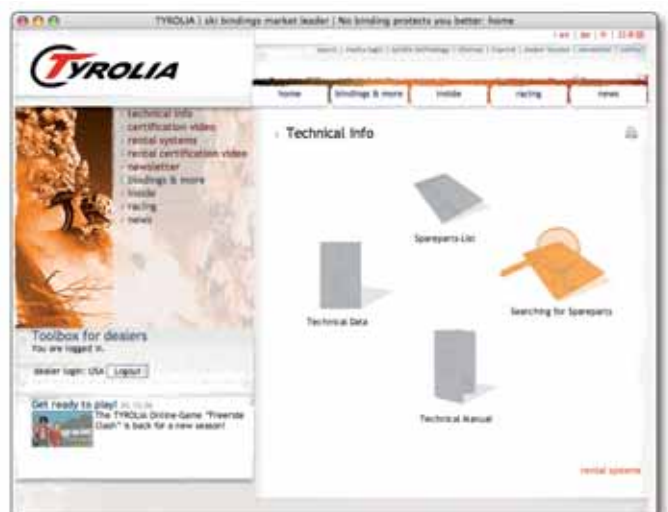 TYROLIA | ski bindings market leader | No binding protects you better: home
TYROLIA
home
bindings & more
inside
racing
news
technical info
certification video
rental systems
rental certification video
newsletter
bindings & more
inside
racing
news
Technical Info
Spareparts-List
Searching for Spareparts
Technical Data
Technical Manual
Toolbox for dealers
You are logged in.
dealer login: USA Logout
Get ready to play!
The TYROLIA Online-Game "Freeride
Clash" is back for a new season!
rental systems